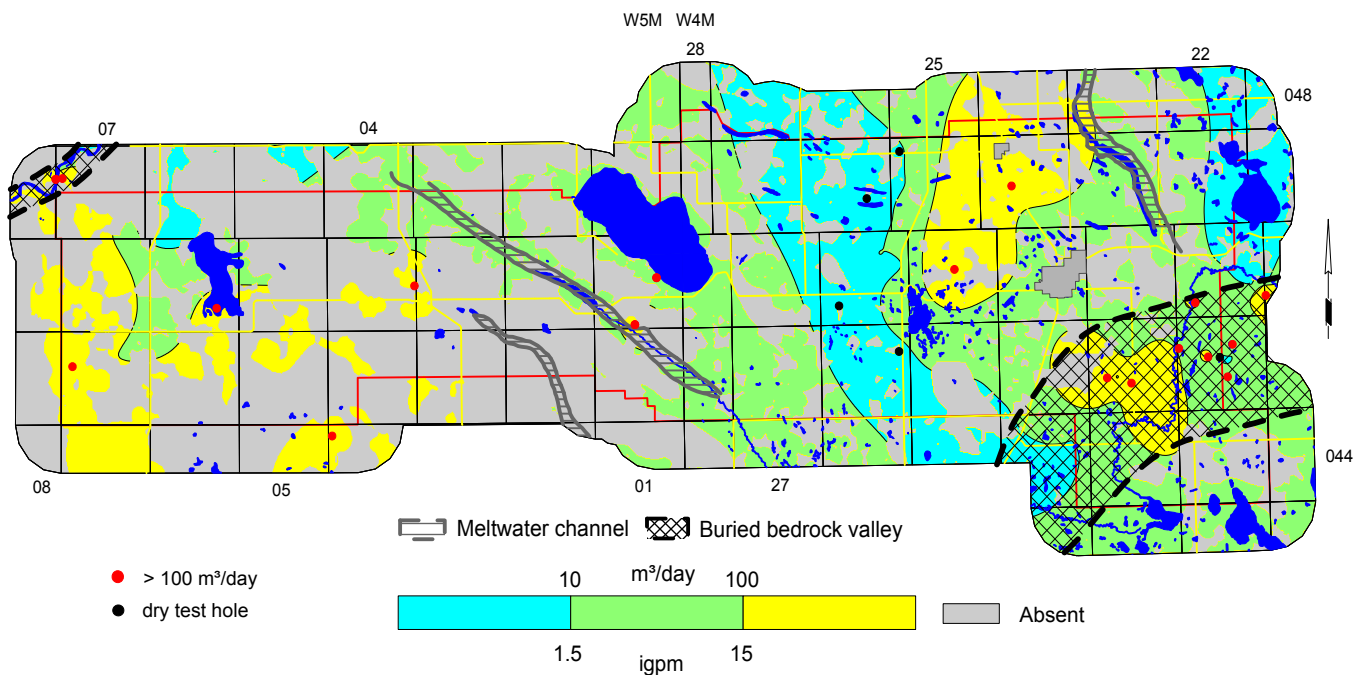 W5M W4M
28
25
22
048
07
04
08
05
01
27
044
Meltwater channel
Buried bedrock valley
> 100 m³/day
dry test hole
10 m³/day 100
1.5 igpm 15
Absent